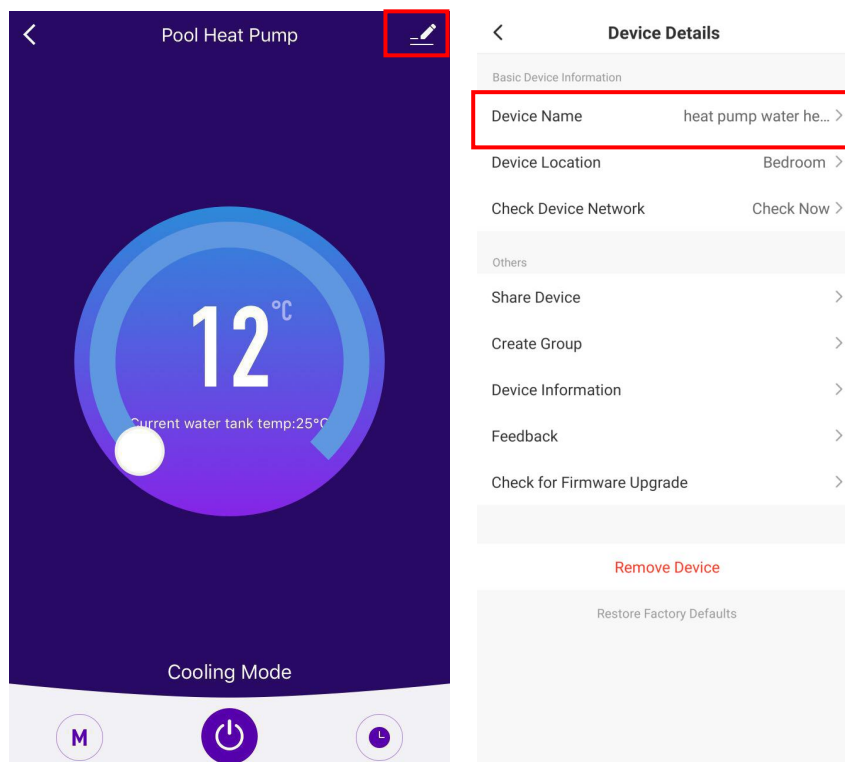 Pool Heat Pump
12°C
Current water tank temp:25°C
Cooling Mode
M
Device Details
Basic Device Information
Device Name heat pump water he...
Device Location Bedroom
Check Device Network Check Now
Others
Share Device
Create Group
Device Information
Feedback
Check for Firmware Upgrade
Remove Device
Restore Factory Defaults